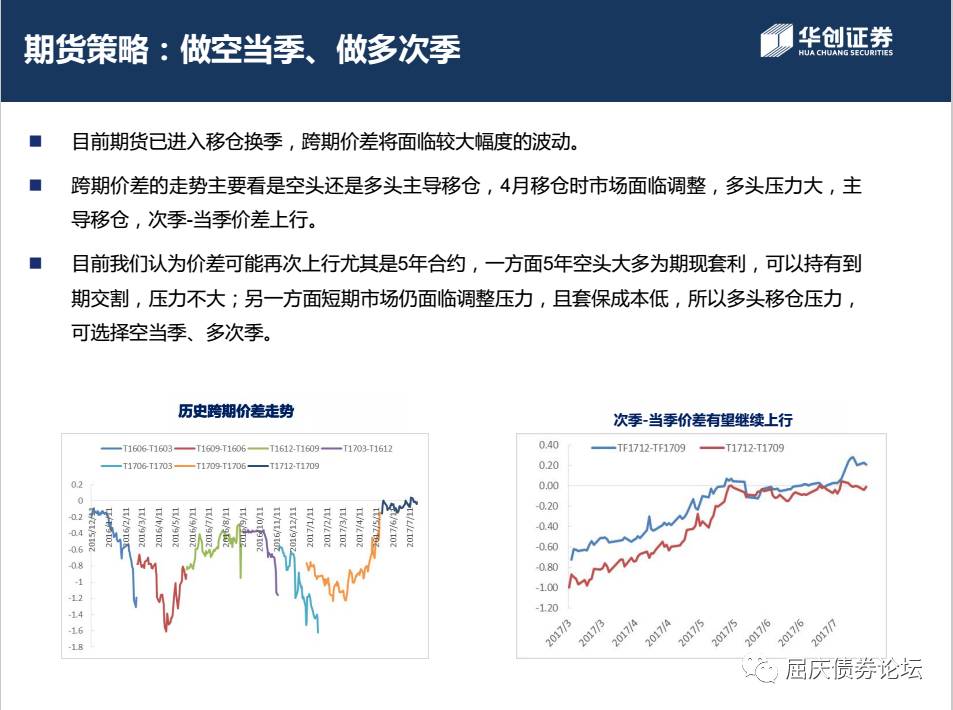 期货策略：做空当季、做多次季
华创证券
HUA CHUANG SECURITIES
目前期货已进入移仓换季，跨期价差将面临较大幅度的波动。
跨期价差的走势主要看是空头还是多头主导移仓，4月移仓时市场面临调整，多头压力大，主
导移仓，次季-当季价差上行。
目前我们认为价差可能再次上行尤其是5年合约，一方面5年空头大多为期现套利，可以持有到
期交割，压力不大；另一方面短期市场仍面临调整压力，且套保成本低，所以多头移仓压力，
可选择空当季、多次季。
历史跨期价差走势
T1606-T1603 T1609-T1606 T1612-T1609 T1703-T1612
T1706-T1703 T1709-T1706 T1712-T1709
0.2
0
-0.2
-0.4
-0.6
-0.8
-1
-1.2
-1.4
-1.6
-1.8
2015/12/11 2016/1/11 2016/2/11 2016/3/11 2016/4/11 2016/5/11 2016/6/11 2016/7/11 2016/8/11 2016/9/11 2016/10/11 2016/11/11 2016/12/11 2017/1/11 2017/2/11 2017/3/11 2017/4/11 2017/5/11 2017/6/11 2017/7/11
次季-当季价差有望继续上行
TF1712-TF1709 T1712-T1709
0.40
0.20
0.00
-0.20
-0.40
-0.60
-0.80
-1.00
-1.20
2017/3 2017/3 2017/4 2017/4 2017/5 2017/5 2017/6 2017/6 2017/7
屈庆债券论坛